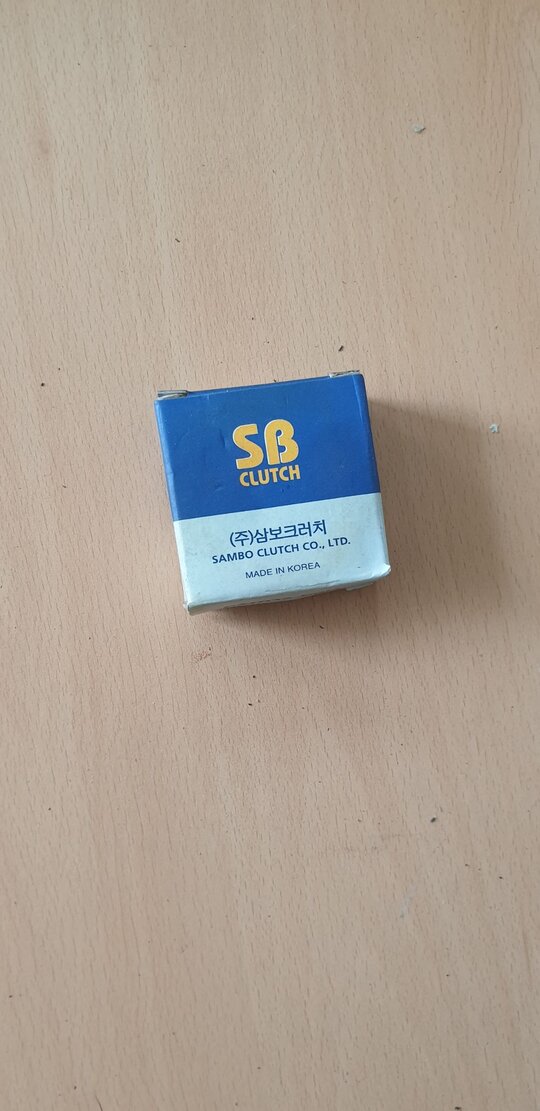 SB
CLUTCH
(주)삼보크러치
SAMBO CLUTCH CO., LTD.
MADE IN KOREA